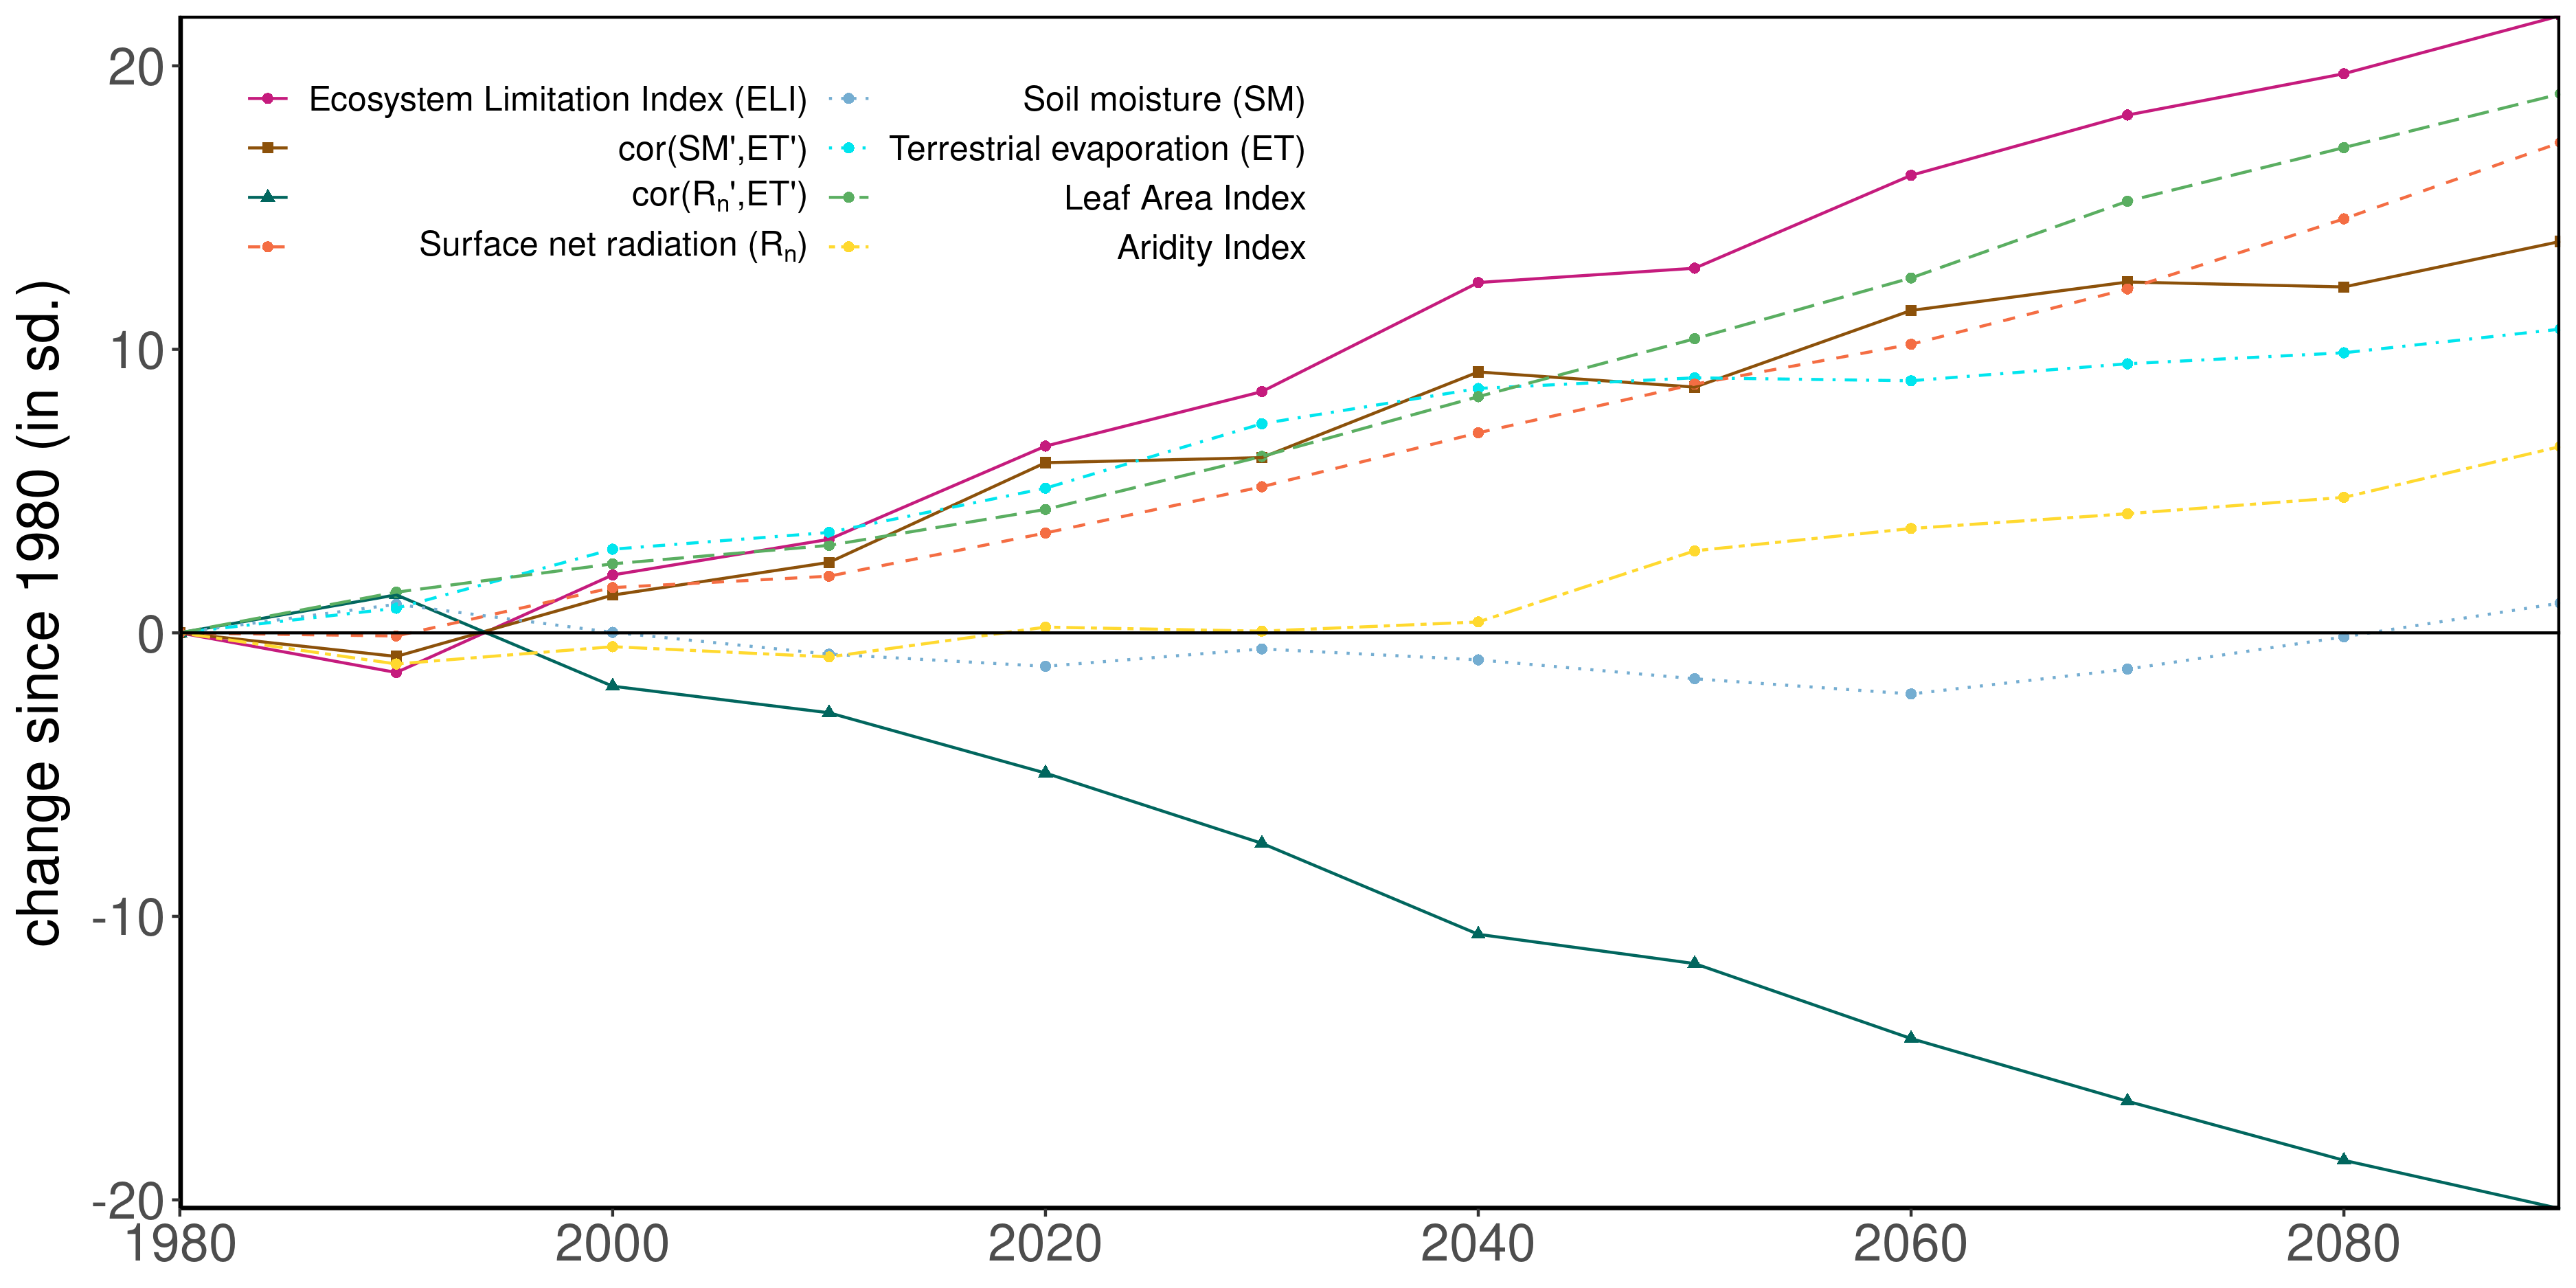 change since 1980 (in sd.)
20
10
0
-10
-20
Ecosystem Limitation Index (ELI)
cor(SM',ET')
cor(Rn',ET')
Surface net radiation (Rn)
Soil moisture (SM)
Terrestrial evaporation (ET)
Leaf Area Index
Aridity Index
1980
2000
2020
2040
2060
2080